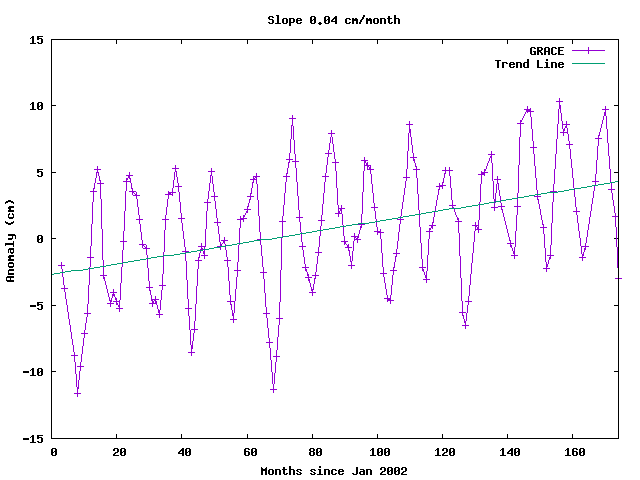 Slope 0.04 cm/month
GRACE
Trend Line
15
10
5
0
-5
-10
-15
Anomaly (cm)
0 20 40 60 80 100 120 140 160
Months since Jan 2002